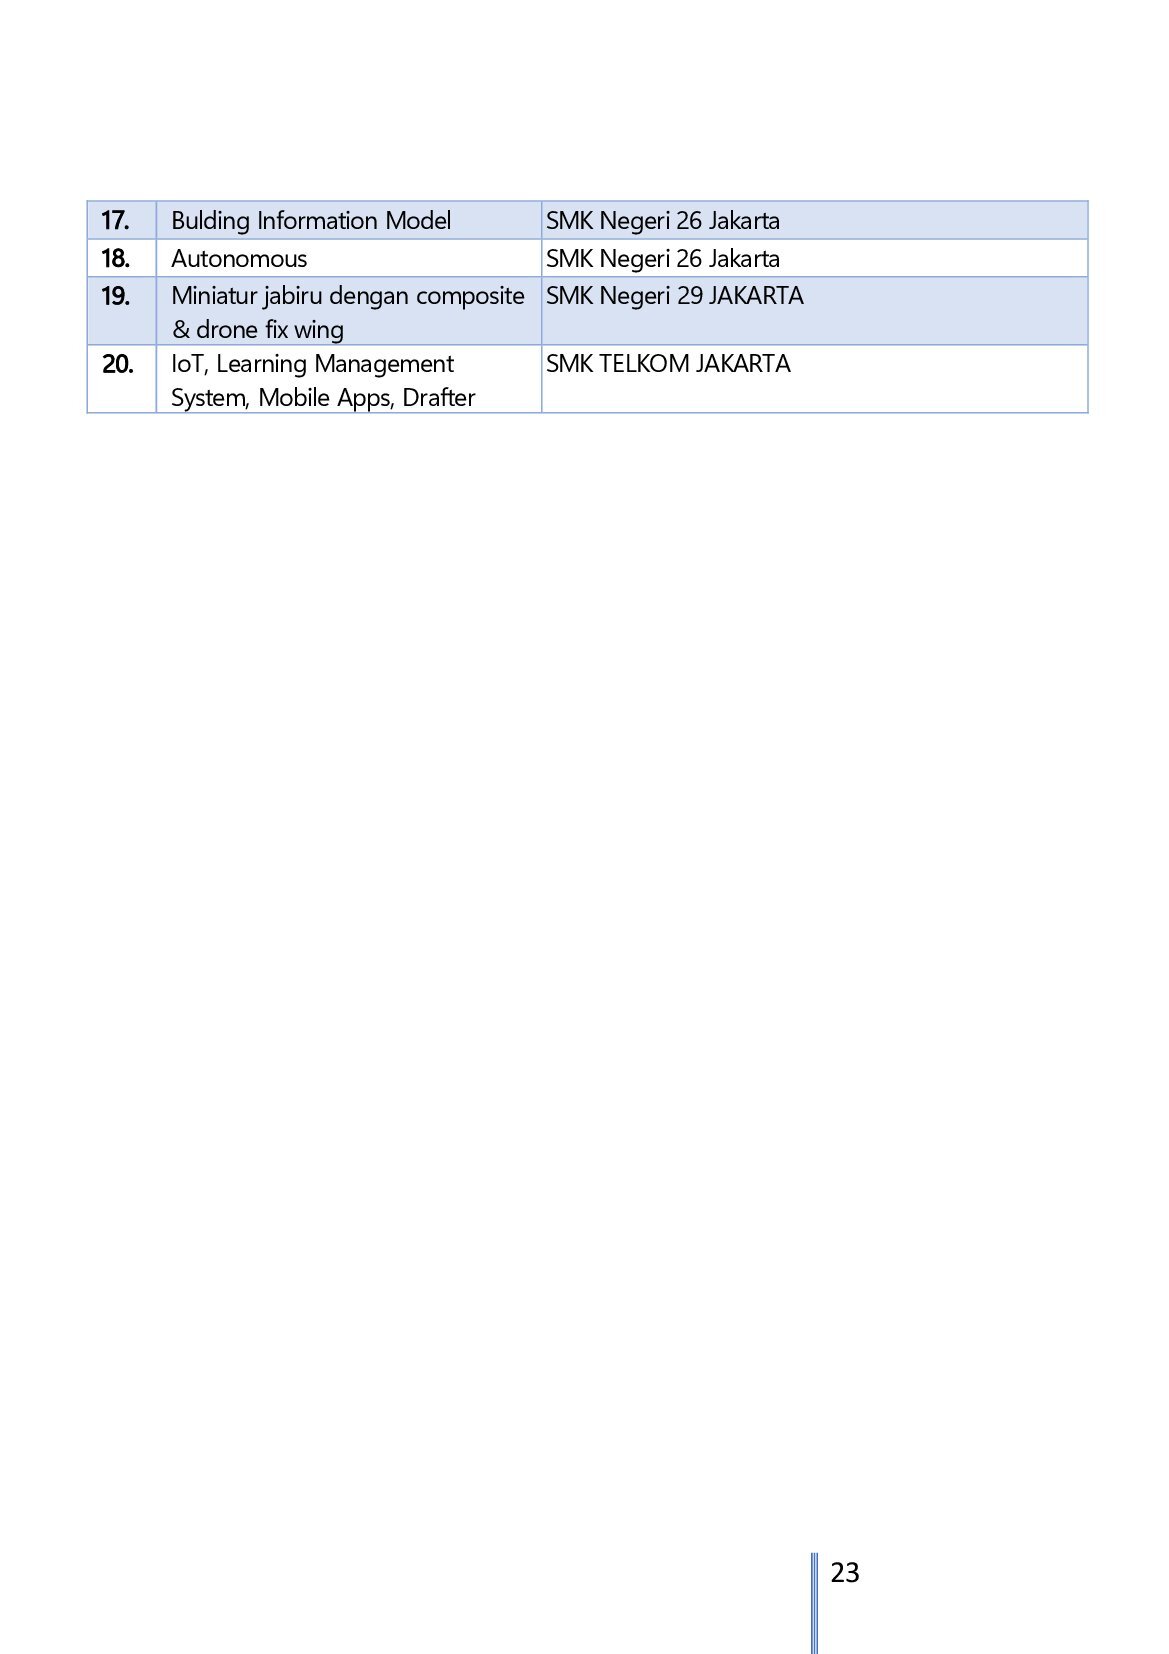 17. Bulding Information Model SMK Negeri 26 Jakarta
18. Autonomous SMK Negeri 26 Jakarta
19. Miniatur jabiru dengan composite SMK Negeri 29 JAKARTA
& drone fix wing
20. IoT, Learning Management SMK TELKOM JAKARTA
System, Mobile Apps, Drafter
23